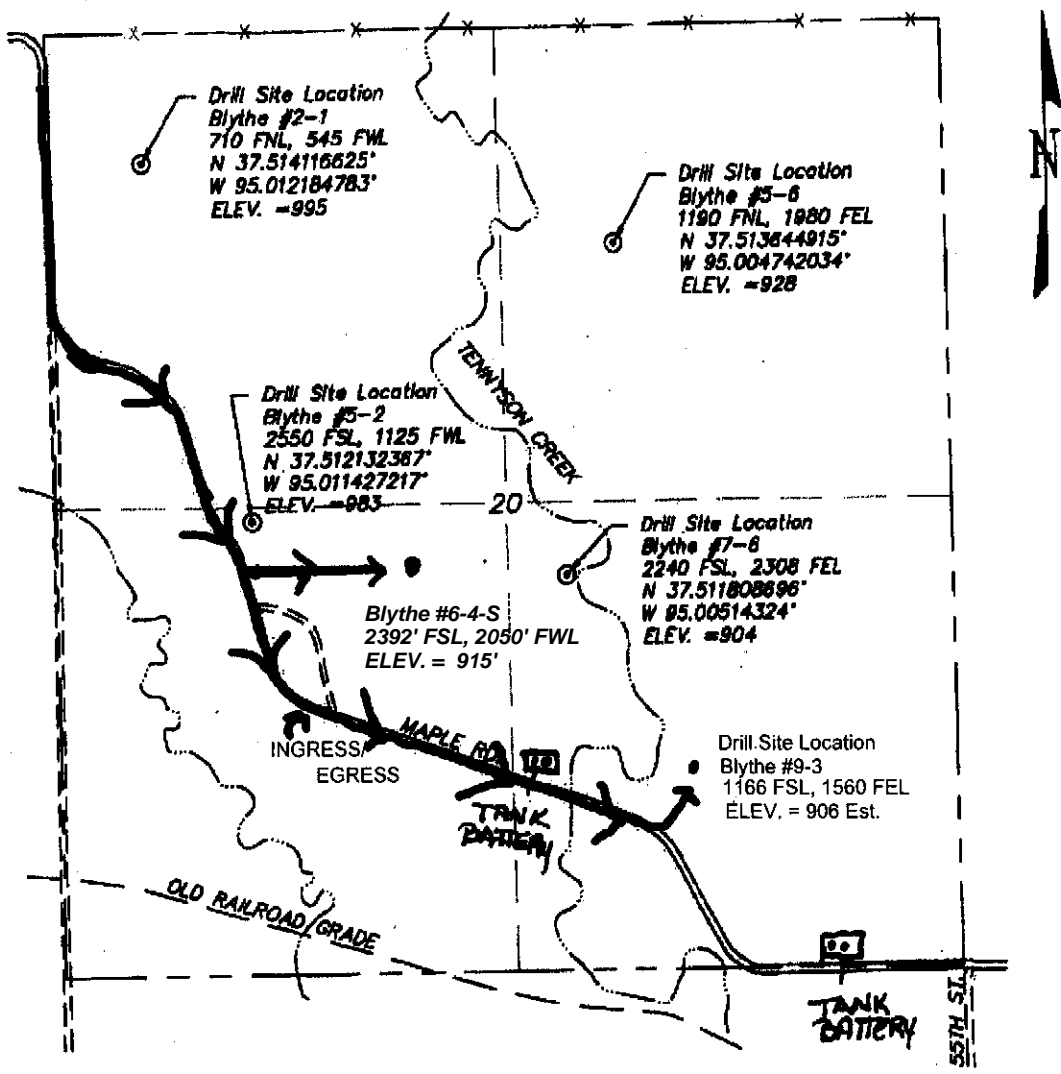 Drill Site Location
Blythe #2-1
710 FNL, 545 FWL
N 37.514116625°
W 95.012184763°
ELEV. =995
N
Drill Site Location
Blythe #5-6
1190 FNL, 1980 FEL
N 37.513644915°
W 95.004742034°
ELEV. =928
TENNYSON CREEK
Drill Site Location
Blythe #5-2
2550 FSL, 1125 FWL
N 37.512132367°
W 95.011427217°
ELEV. =983
20
Drill Site Location
Blythe #7-6
2240 FSL, 2308 FEL
N 37.511808696°
W 95.00514324°
ELEV. =904
Blythe #6-4-S
2392' FSL, 2050' FWL
ELEV. = 915'
INGRESS/
EGRESS
MAPLE RD.
TANK
BATTERY
Drill Site Location
Blythe #9-3
1166 FSL, 1560 FEL
ELEV. = 906 Est.
OLD RAILROAD GRADE
TANK
BATTERY
55TH ST.